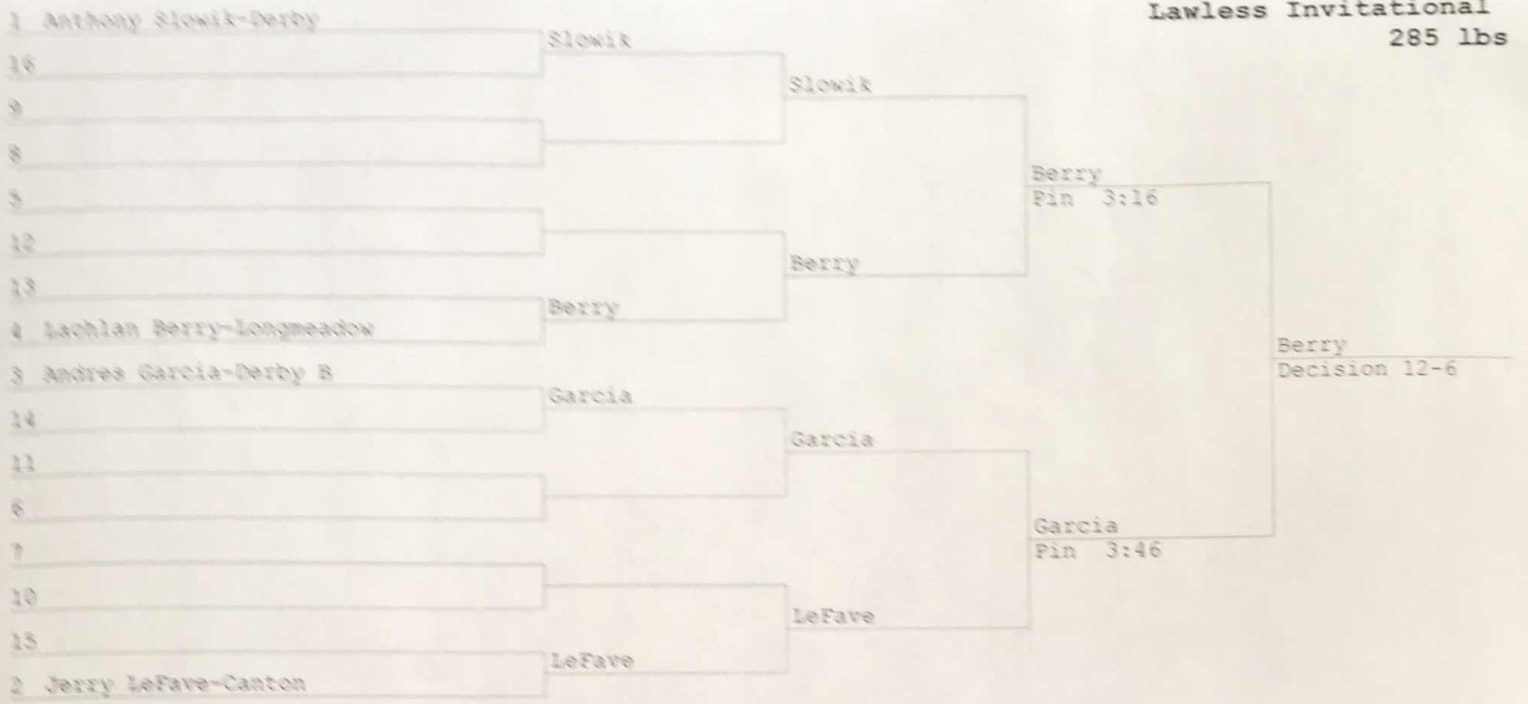 Lawless Invitational
285 lbs
1 Anthony Slowik-Derby
16
9
8
5
12
13
4 Lachlan Berry-Longmeadow
3 Andres Garcia-Derby B
14
11
6
7
10
15
2 Jerry LeFave-Canton
Slowik
Berry
Garcia
LeFave
Slowik
Berry
Garcia
LeFave
Berry
Pin 3:16
Garcia
Pin 3:46
Berry
Decision 12-6